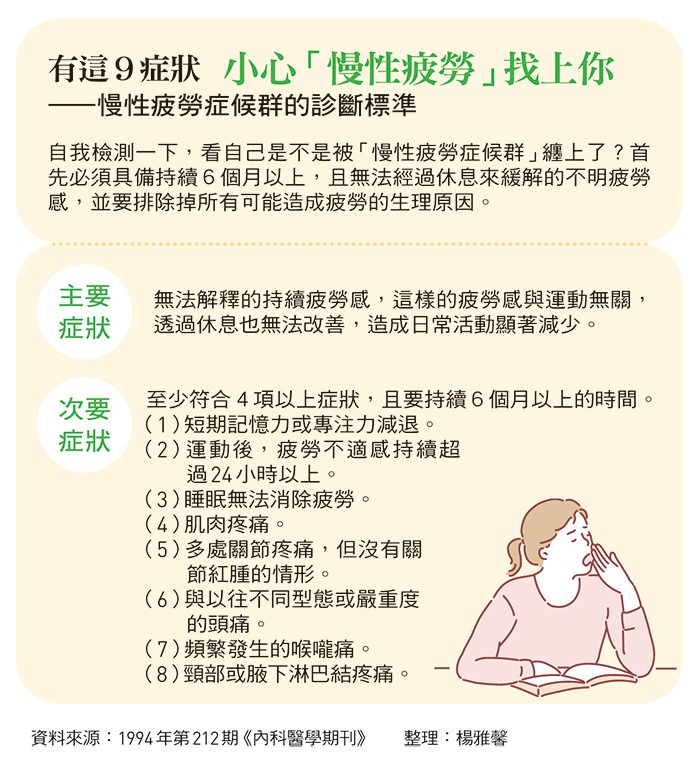 有這9症狀 小心「慢性疲勞」找上你
——慢性疲勞症候群的診斷標準
自我檢測一下，看自己是不是被「慢性疲勞症候群」纏上了？首
先必須具備持續6個月以上，且無法經過休息來緩解的不明疲勞
感，並要排除掉所有可能造成疲勞的生理原因。
主要
症狀
無法解釋的持續疲勞感，這樣的疲勞感與運動無關，
透過休息也無法改善，造成日常活動顯著減少。
次要
症狀
至少符合4項以上症狀，且要持續6個月以上的時間。
（1）短期記憶力或專注力減退。
（2）運動後，疲勞不適感持續超
過24小時以上。
（3）睡眠無法消除疲勞。
（4）肌肉疼痛。
（5）多處關節疼痛，但沒有關
節紅腫的情形。
（6）與以往不同型態或嚴重度
的頭痛。
（7）頻繁發生的喉嚨痛。
（8）頸部或腋下淋巴結疼痛。
資料來源：1994年第212期《內科醫學期刊》 整理：楊雅馨